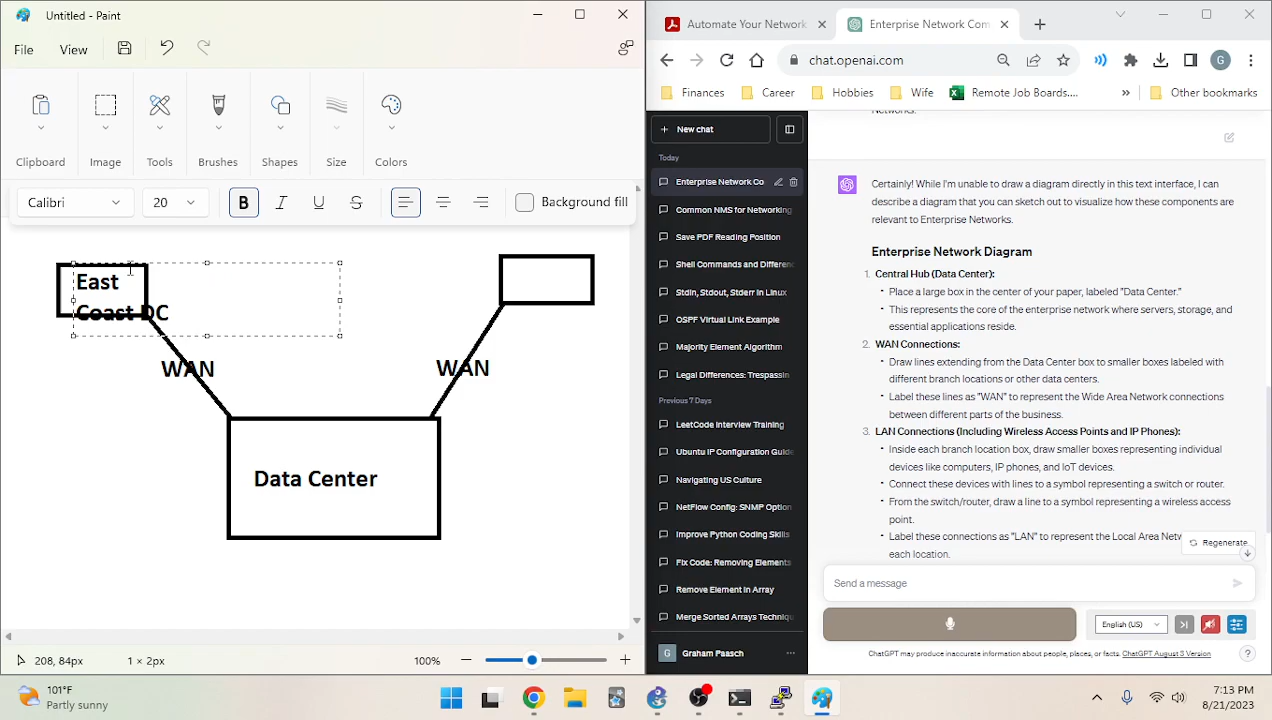 Untitled - Paint
File
View
Clipboard
Image
Tools
Brushes
Shapes
Size
Colors
Calibri
20
B
I
U
S
Background fill
East
Coast DC
WAN
WAN
Data Center
208, 84px
1 × 2px
100%
Automate Your Network
Enterprise Network Com
chat.openai.com
G
Finances
Career
Hobbies
Wife
Remote Job Boards....
Other bookmarks
New chat
Today
Enterprise Network Co
Common NMS for Networking
Save PDF Reading Position
Shell Commands and Differenc
Stdin, Stdout, Stderr in Linux
OSPF Virtual Link Example
Majority Element Algorithm
Legal Differences: Trespassin
Previous 7 Days
LeetCode Interview Training
Ubuntu IP Configuration Guide
Navigating US Culture
NetFlow Config: SNMP Option
Improve Python Coding Skills
Fix Code: Removing Elements
Remove Element in Array
Merge Sorted Arrays Techniqu
G
Graham Paasch
Networks.
Certainly! While I'm unable to draw a diagram directly in this text interface, I can
describe a diagram that you can sketch out to visualize how these components are
relevant to Enterprise Networks.
Enterprise Network Diagram
1. Central Hub (Data Center):
• Place a large box in the center of your paper, labeled "Data Center."
• This represents the core of the enterprise network where servers, storage, and
essential applications reside.
2. WAN Connections:
• Draw lines extending from the Data Center box to smaller boxes labeled with
different branch locations or other data centers.
• Label these lines as "WAN" to represent the Wide Area Network connections
between different parts of the business.
3. LAN Connections (Including Wireless Access Points and IP Phones):
• Inside each branch location box, draw smaller boxes representing individual
devices like computers, IP phones, and IoT devices.
• Connect these devices with lines to a symbol representing a switch or router.
• From the switch/router, draw a line to a symbol representing a wireless access
point.
• Label these connections as "LAN" to represent the Local Area Netw
each location.
Regenerate
Send a message
English (US)
ChatGPT may produce inaccurate information about people, places, or facts. ChatGPT August 3 Version
?
101°F
Partly sunny
7:13 PM
8/21/2023